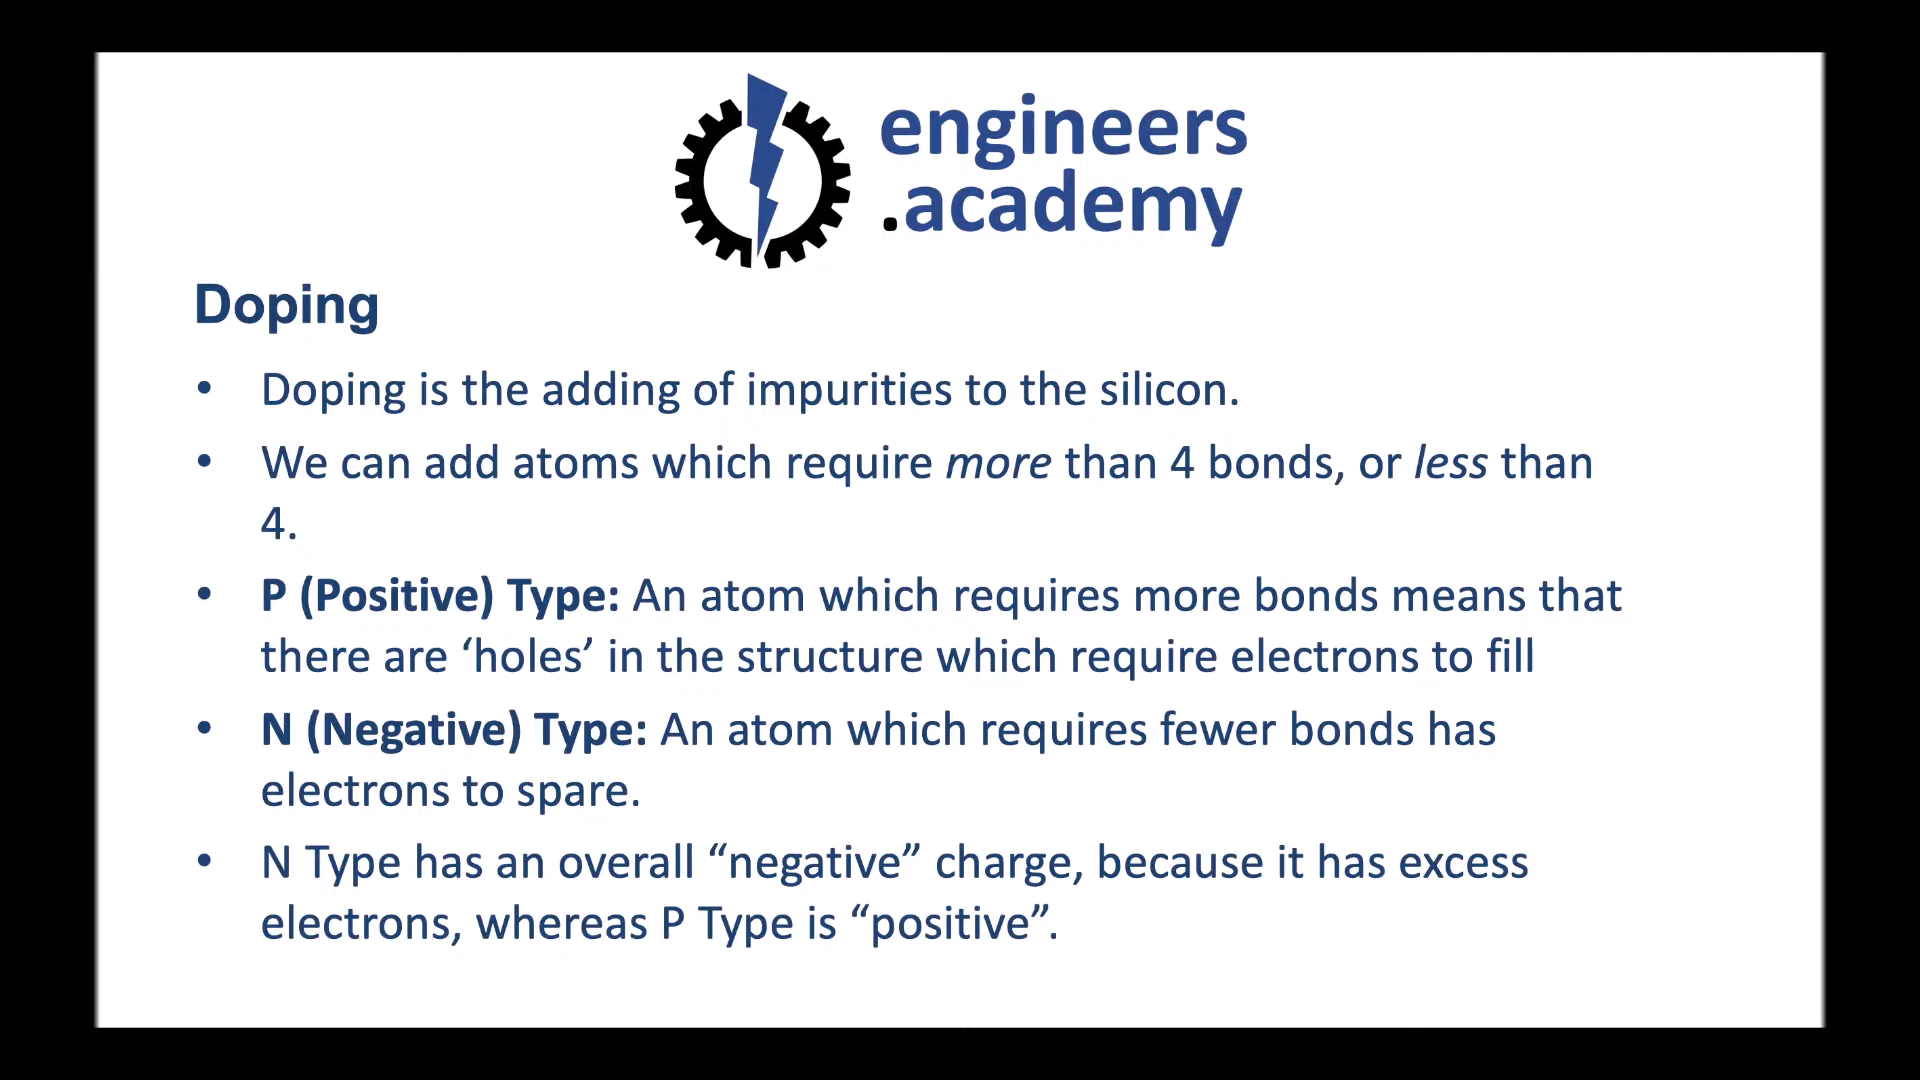 engineers
.academy
Doping
• Doping is the adding of impurities to the silicon.
• We can add atoms which require more than 4 bonds, or less than
4.
• P (Positive) Type: An atom which requires more bonds means that
there are ‘holes’ in the structure which require electrons to fill
• N (Negative) Type: An atom which requires fewer bonds has
electrons to spare.
• N Type has an overall “negative” charge, because it has excess
electrons, whereas P Type is “positive”.